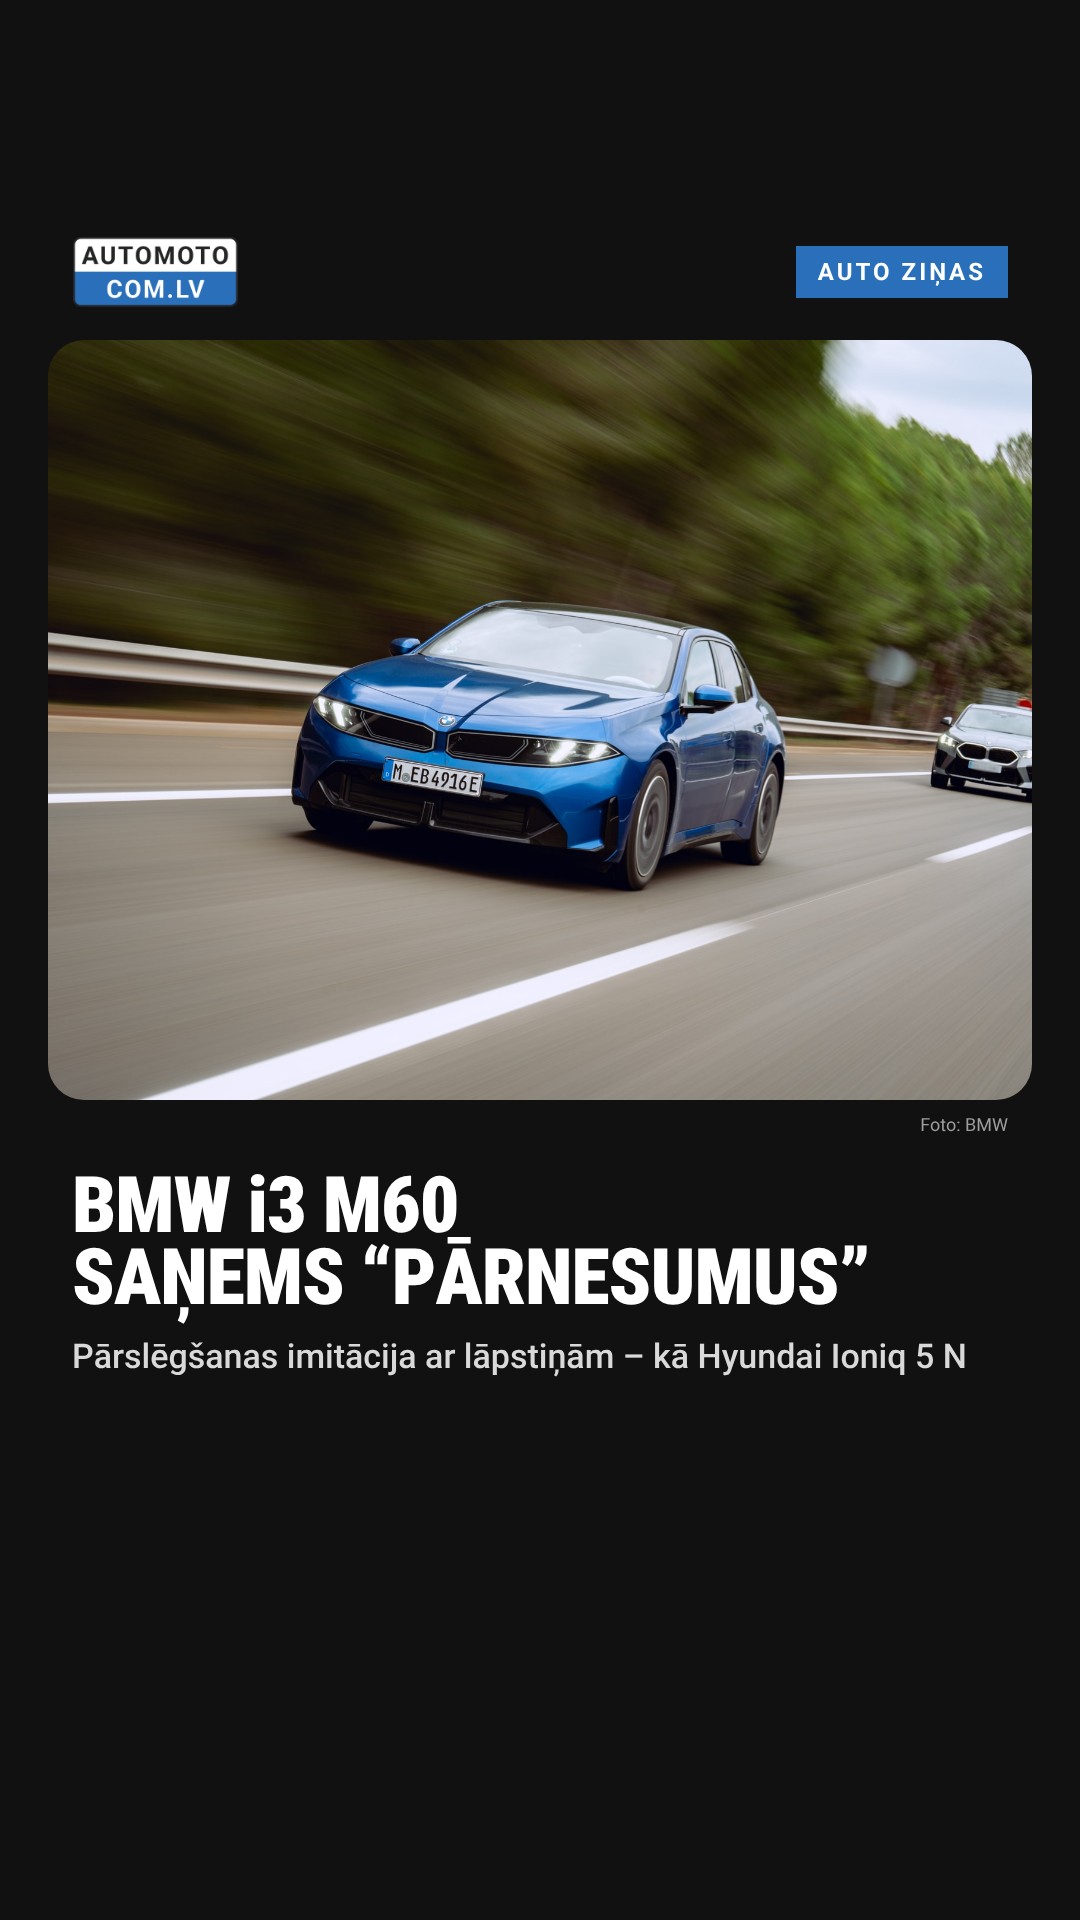 AUTOMOTO
COM.LV
AUTO ZIŅAS
M EB4916E
Foto: BMW
BMW i3 M60
SAŅEMS “PĀRNESUMUS”
Pārslēgšanas imitācija ar lāpstiņām – kā Hyundai Ioniq 5 N